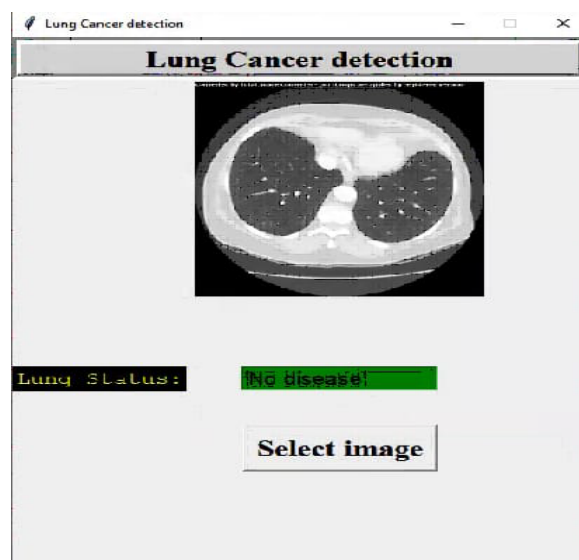 Lung Cancer detection
Lung Cancer detection
Lung Status:
No disease!
Select image